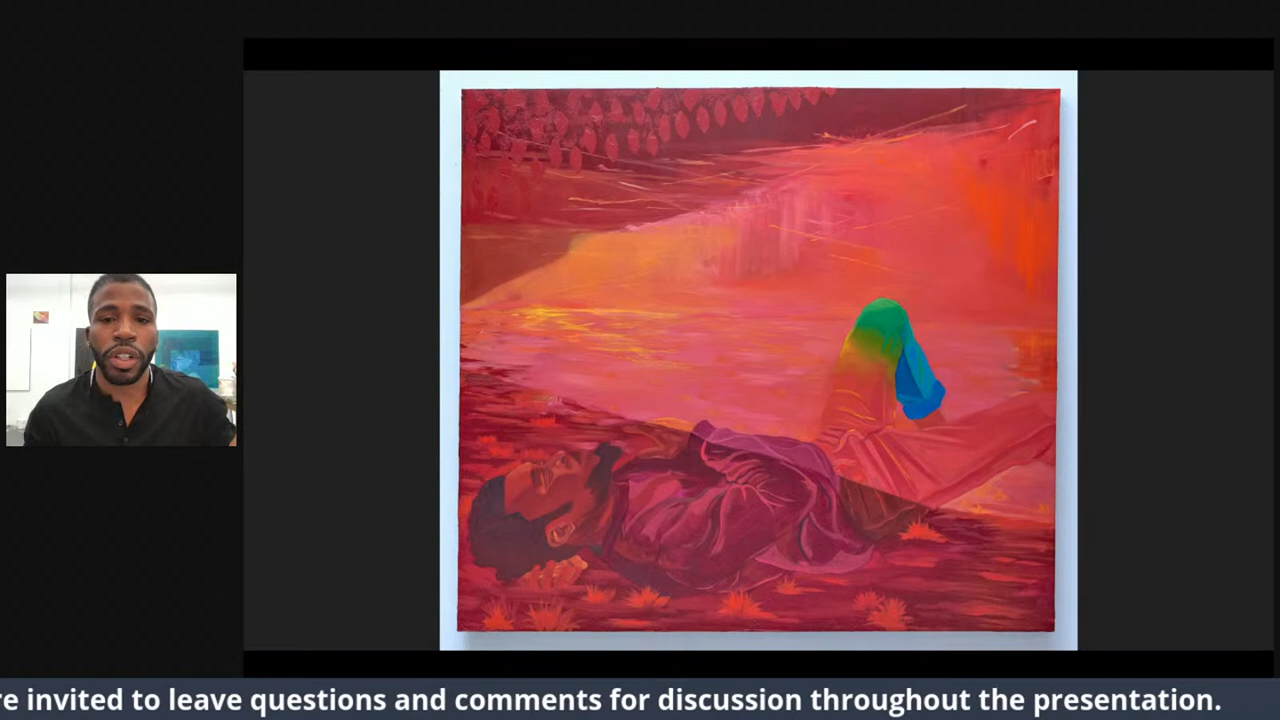 re invited to leave questions and comments for discussion throughout the presentation.